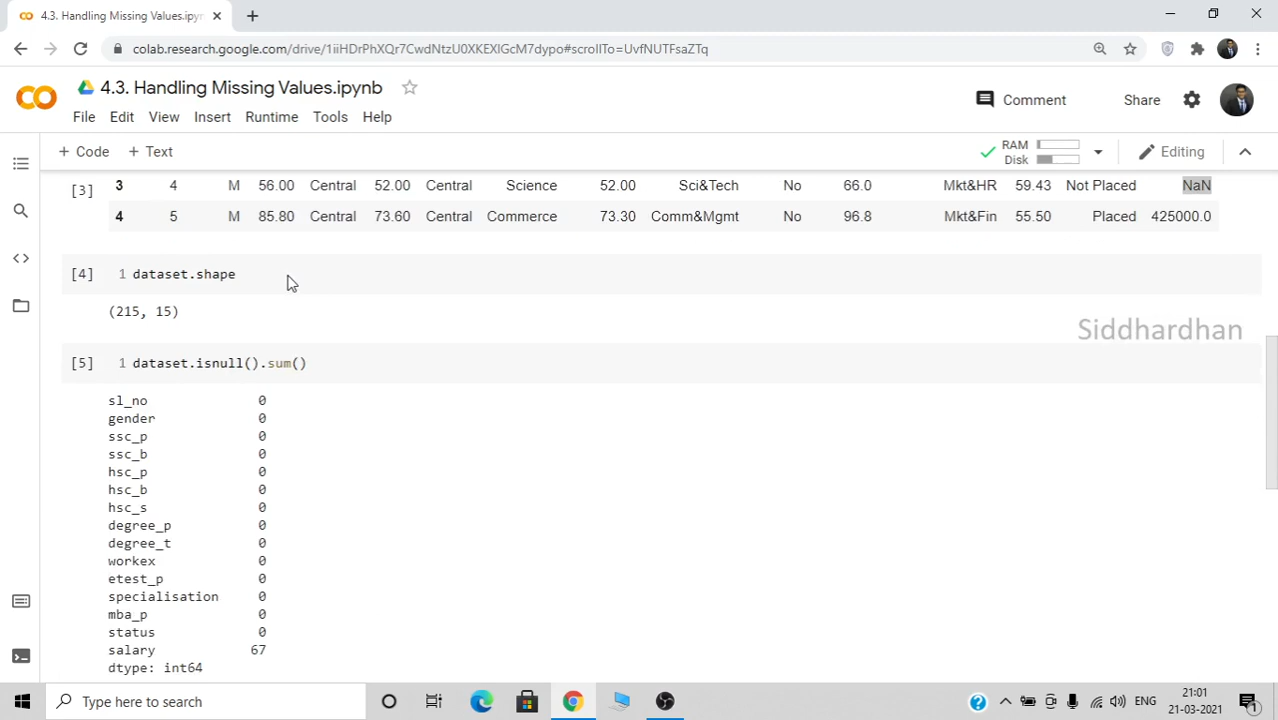 4.3. Handling Missing Values.ipyn
colab.research.google.com/drive/1iiHDrPhXQr7CwdNtzU0XKEXIGcM7dypo#scrollTo=UvfNUTFsaZTq
4.3. Handling Missing Values.ipynb
Comment
Share
File Edit View Insert Runtime Tools Help
+ Code + Text
RAM
Disk
Editing
[3] 3 4 M 56.00 Central 52.00 Central Science 52.00 Sci&Tech No 66.0 Mkt&HR 59.43 Not Placed NaN
4 5 M 85.80 Central 73.60 Central Commerce 73.30 Comm&Mgmt No 96.8 Mkt&Fin 55.50 Placed 425000.0
[4] 1 dataset.shape
(215, 15)
Siddhardhan
[5] 1 dataset.isnull().sum()
sl_no 0
gender 0
ssc_p 0
ssc_b 0
hsc_p 0
hsc_b 0
hsc_s 0
degree_p 0
degree_t 0
workex 0
etest_p 0
specialisation 0
mba_p 0
status 0
salary 67
dtype: int64
Type here to search
ENG
21:01
21-03-2021
1